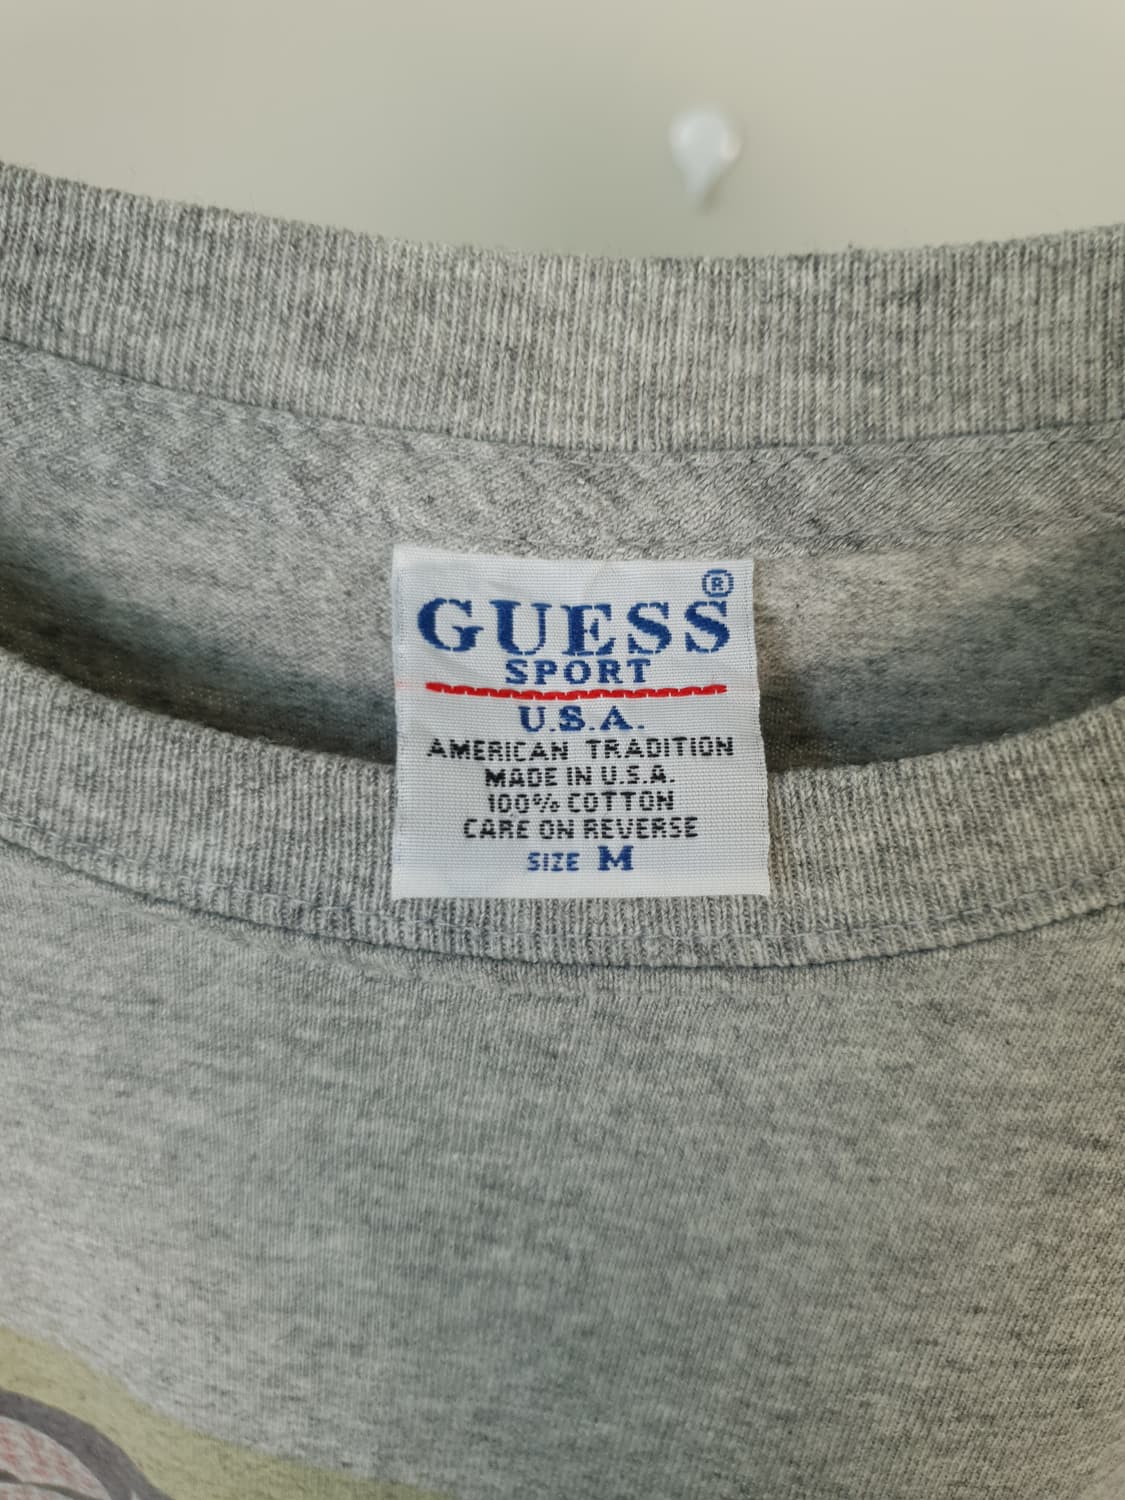 GUESS®
SPORT
U.S.A.
AMERICAN TRADITION
MADE IN U.S.A.
100% COTTON
CARE ON REVERSE
SIZE M